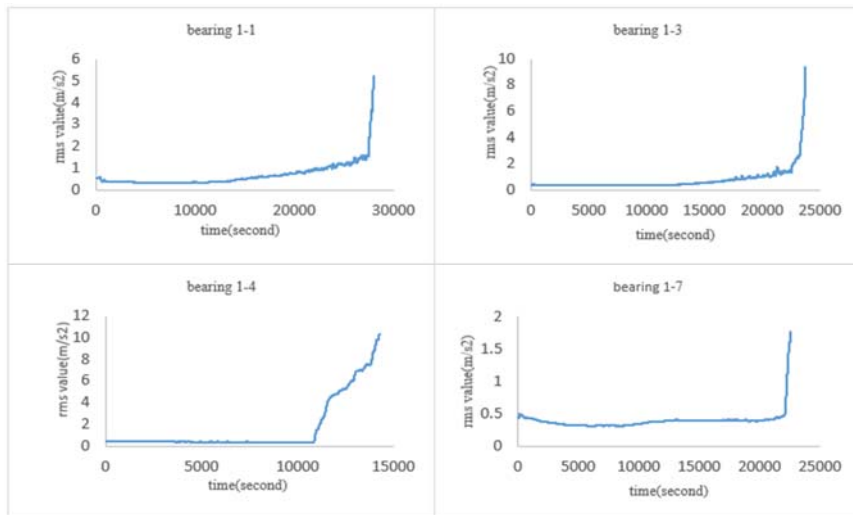 bearing 1-1
rms value(m/s2)
6
5
4
3
2
1
0
0 10000 20000 30000
time(second)
bearing 1-3
rms value(m/s2)
10
8
6
4
2
0
0 5000 10000 15000 20000 25000
time(second)
bearing 1-4
rms value(m/s2)
12
10
8
6
4
2
0
0 5000 10000 15000
time(second)
bearing 1-7
rms value(m/s2)
2
1.5
1
0.5
0
0 5000 10000 15000 20000 25000
time(second)